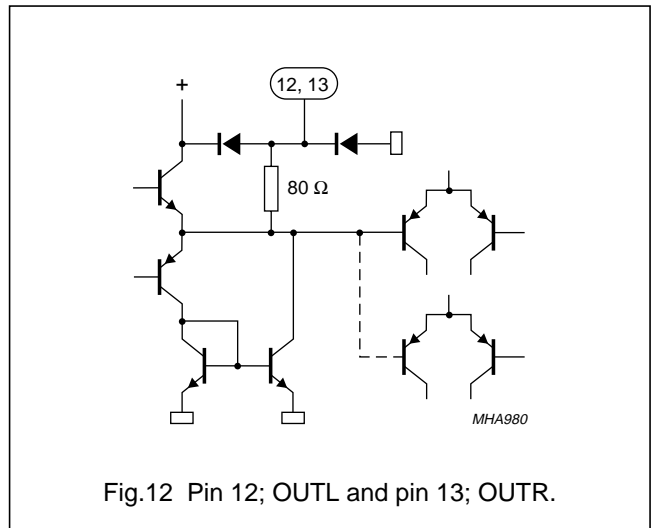 +
12, 13
80 Ω
MHA980
Fig.12 Pin 12; OUTL and pin 13; OUTR.